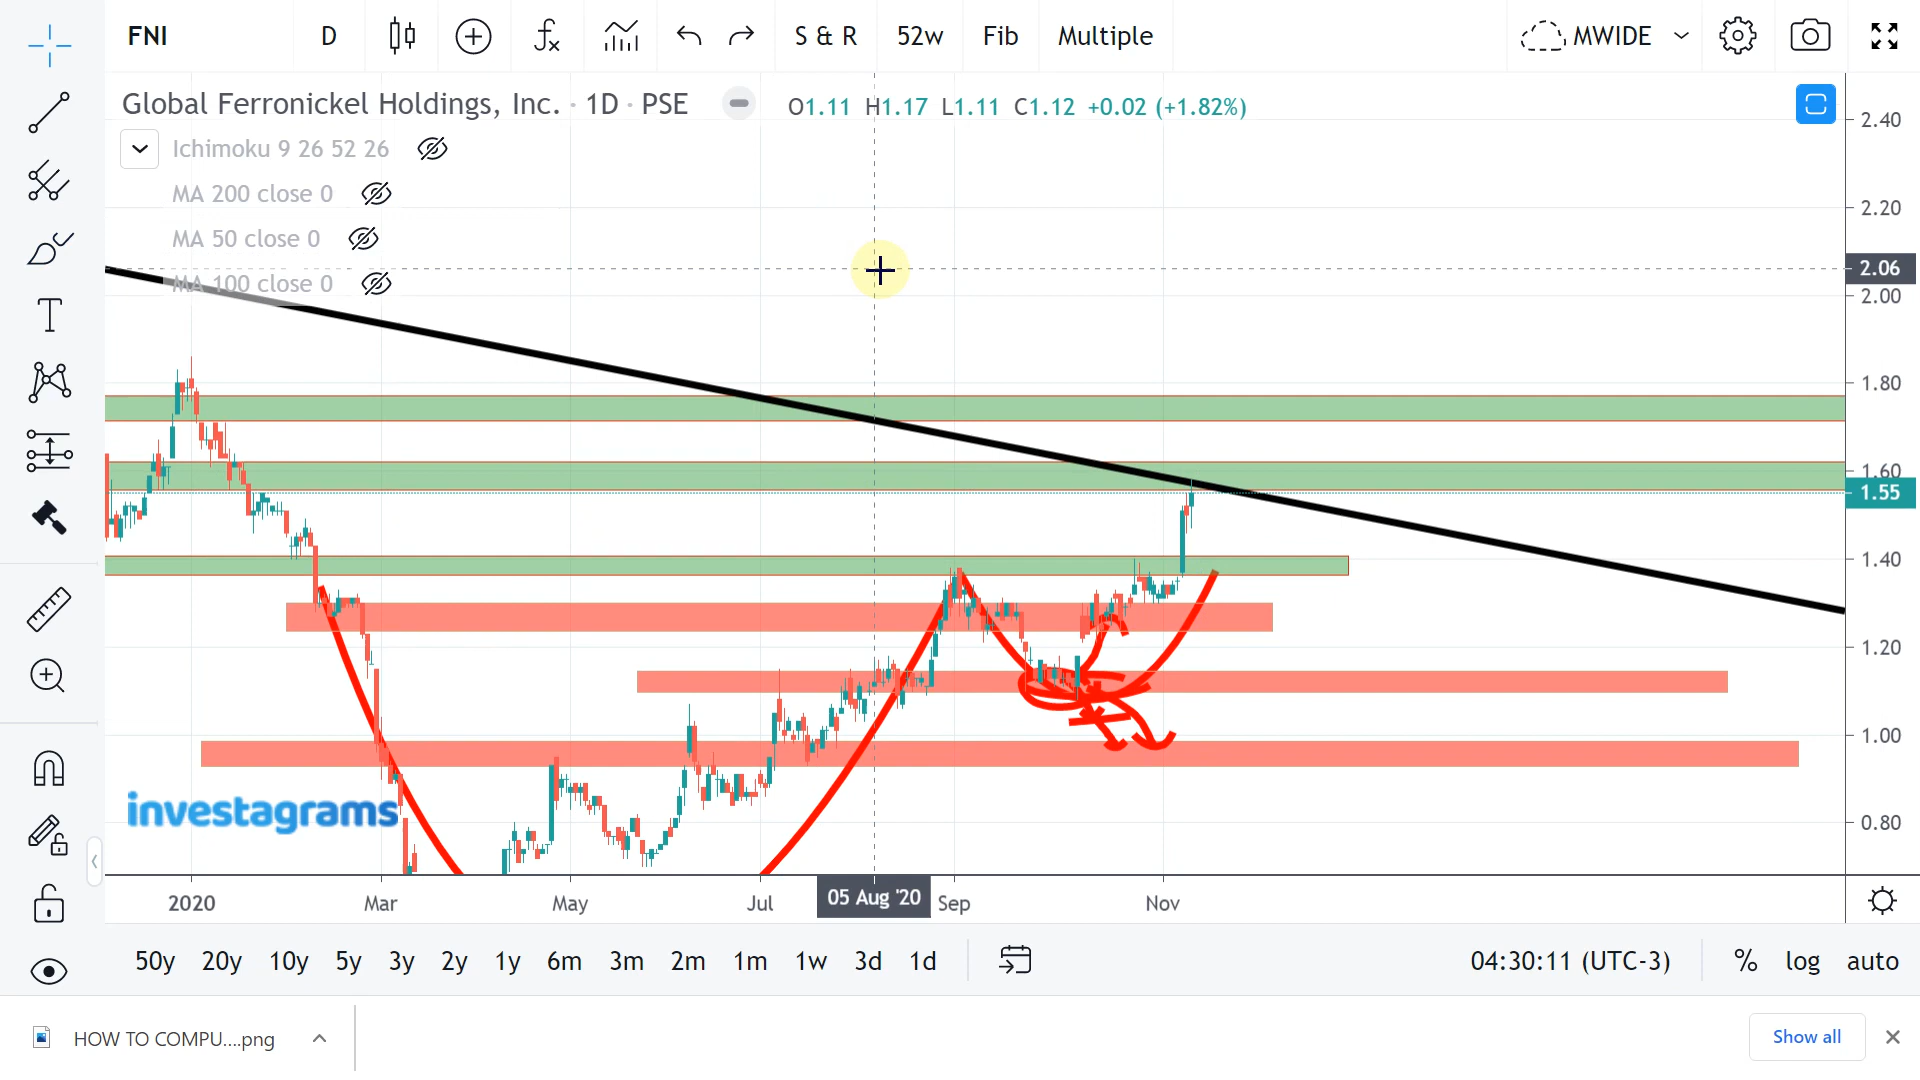 FNI D S & R 52w Fib Multiple MWIDE
Global Ferronickel Holdings, Inc. · 1D · PSE O1.11 H1.17 L1.11 C1.12 +0.02 (+1.82%)
Ichimoku 9 26 52 26
MA 200 close 0
MA 50 close 0
MA 100 close 0
2.40
2.20
2.06
2.00
1.80
1.60
1.55
1.40
1.20
1.00
0.80
investagrams
2020 Mar May Jul 05 Aug '20 Sep Nov
50y 20y 10y 5y 3y 2y 1y 6m 3m 2m 1m 1w 3d 1d 04:30:11 (UTC-3) % log auto
HOW TO COMPU....png Show all